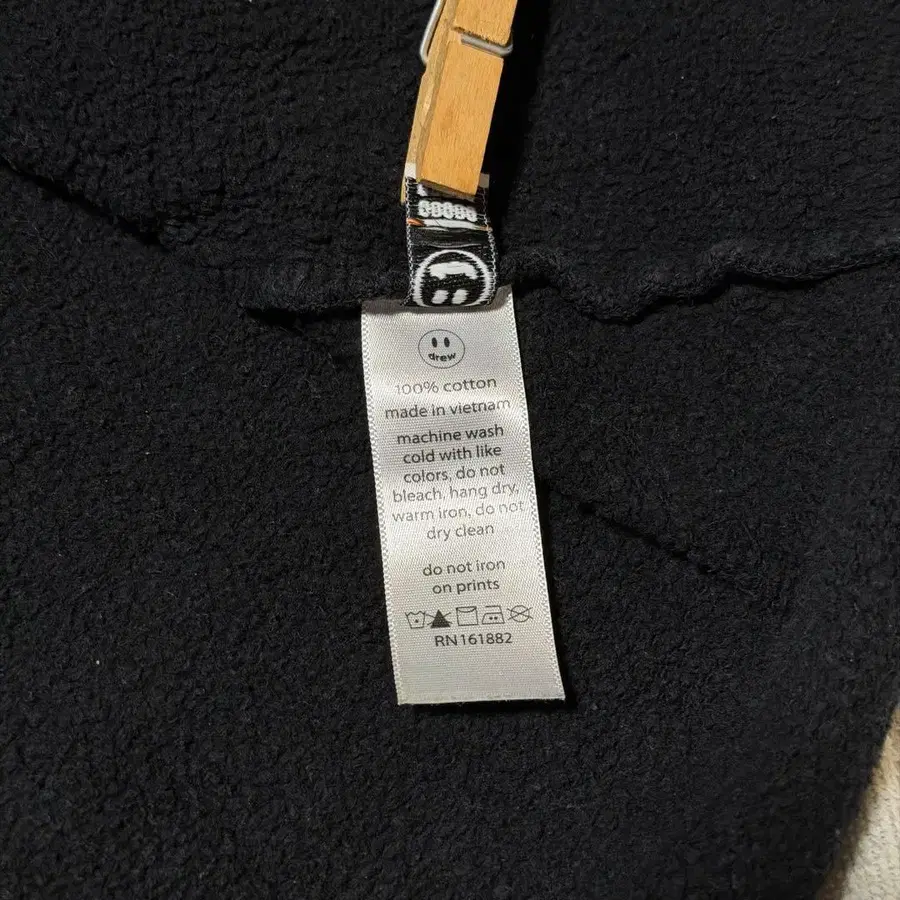 drew
100% cotton
made in vietnam
machine wash
cold with like
colors, do not
bleach, hang dry,
warm iron, do not
dry clean
do not iron
on prints
RN161882